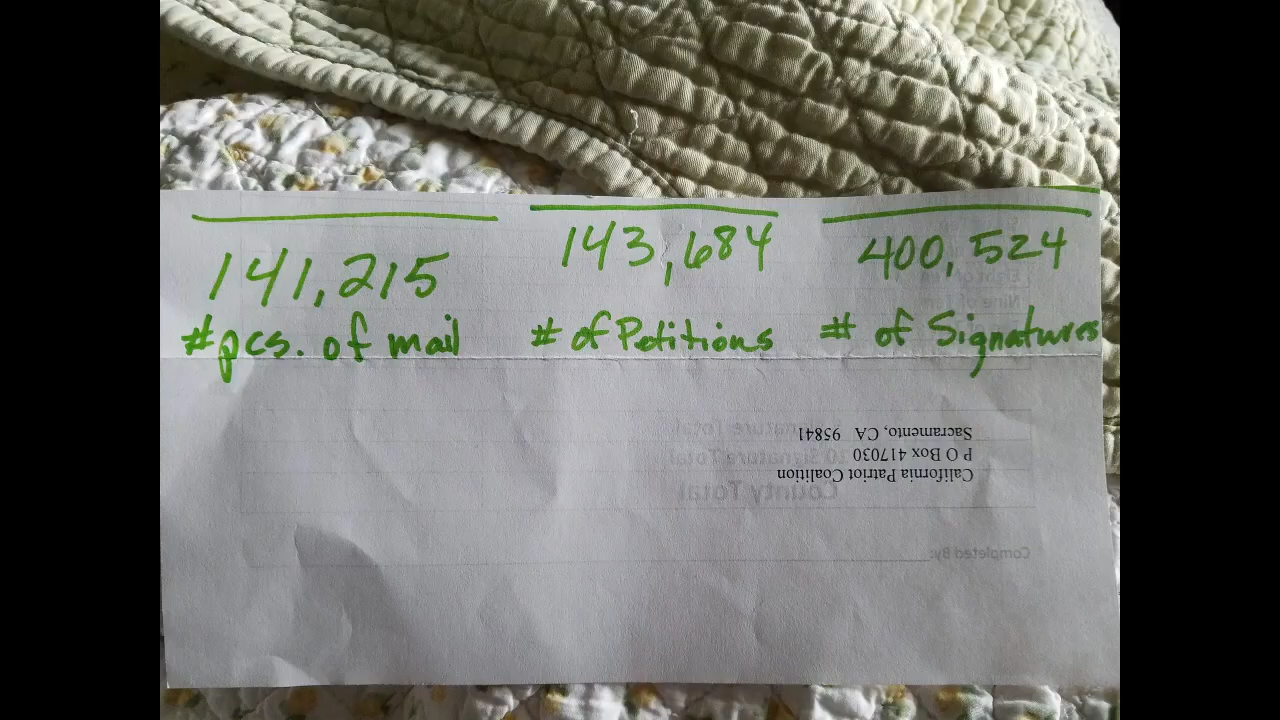 141,215 143,684 400,524
#pcs. of mail # of Petitions # of Signatures
California Patriot Coalition
P O Box 417030
Sacramento, CA 95841
County Total
Completed By: